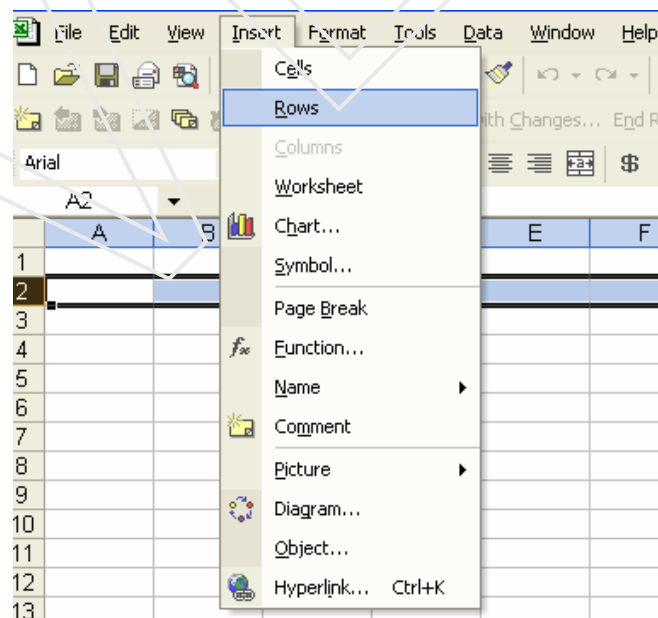 File Edit View Insert Format Tools Data Window Help
Cells
Rows
ith Changes... End R
Columns
Arial
$
Worksheet
A2
Chart...
A B E F
Symbol...
1
2
Page Break
3
4
Function...
5
Name
6
Comment
7
8
Picture
9
Diagram...
10
Object...
11
12
Hyperlink... Ctrl+K
13